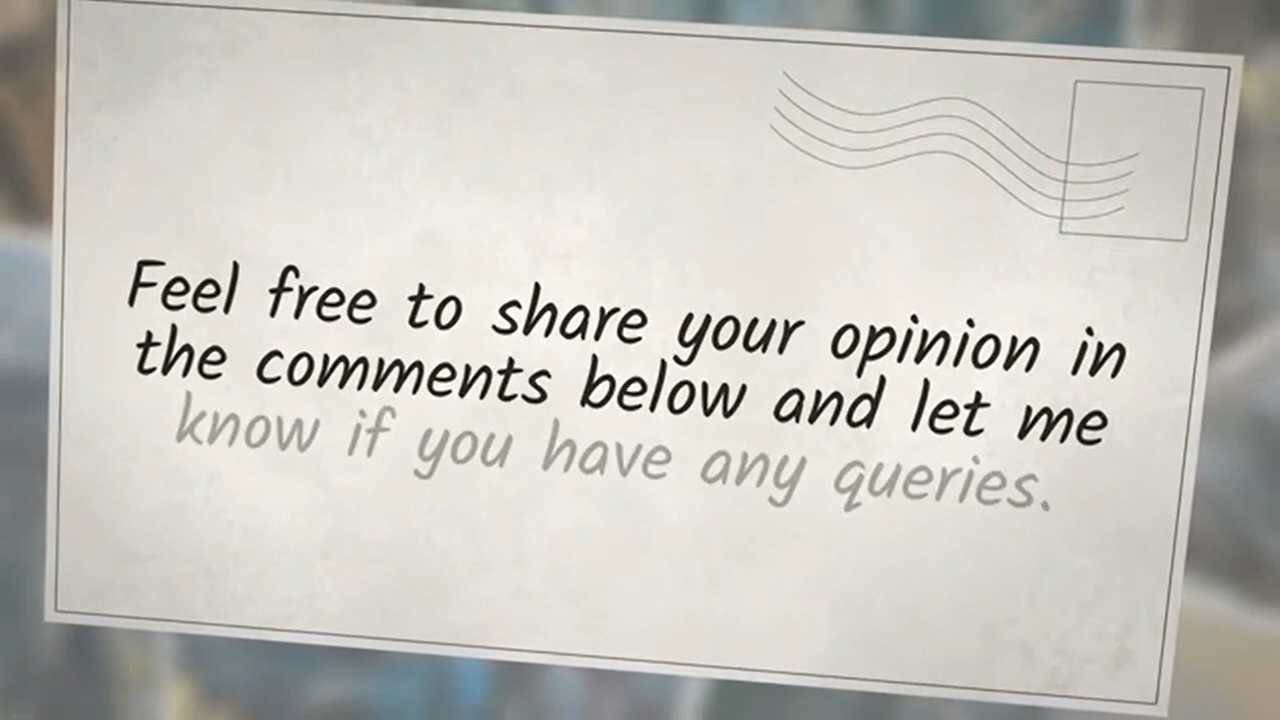 Feel free to share your opinion in
the comments below and let me
know if you have any queries.